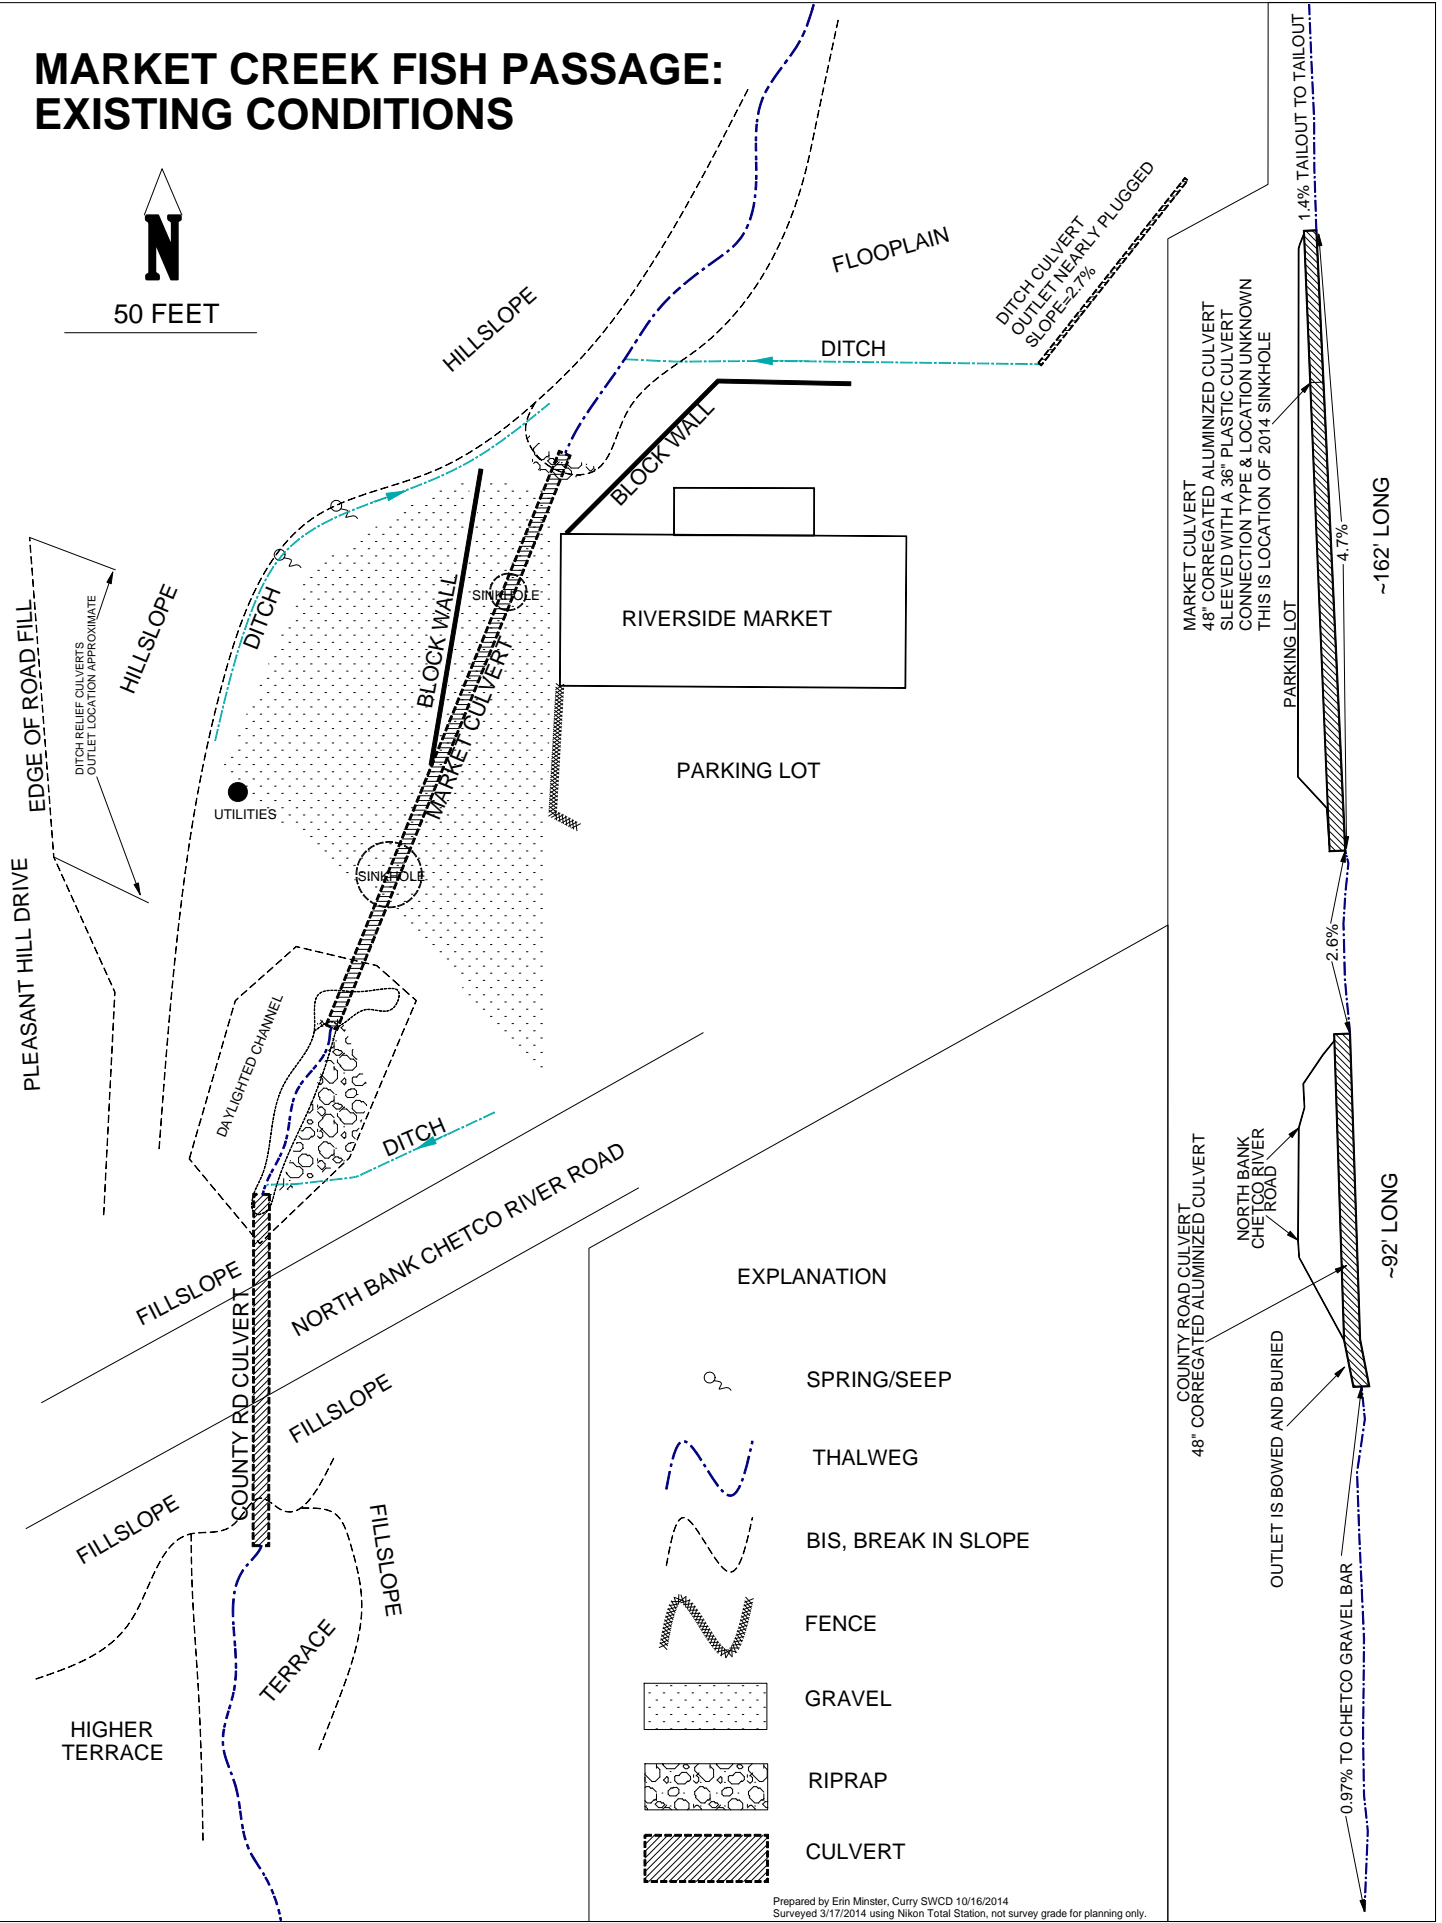 MARKET CREEK FISH PASSAGE:
EXISTING CONDITIONS
N
50 FEET
HILLSLOPE
FLOOPLAIN
DITCH CULVERT
OUTLET NEARLY PLUGGED
SLOPE=2.7%
DITCH
BLOCK WALL
BLOCK WALL
SINKHOLE
RIVERSIDE MARKET
MARKET CULVERT
PARKING LOT
DITCH
HILLSLOPE
EDGE OF ROAD FILL
DITCH RELIEF CULVERTS
OUTLET LOCATION APPROXIMATE
UTILITIES
SINKHOLE
PLEASANT HILL DRIVE
DAYLIGHTED CHANNEL
DITCH
NORTH BANK CHETCO RIVER ROAD
FILLSLOPE
COUNTY RD CULVERT
FILLSLOPE
FILLSLOPE
FILLSLOPE
TERRACE
HIGHER
TERRACE
EXPLANATION
SPRING/SEEP
THALWEG
BIS, BREAK IN SLOPE
FENCE
GRAVEL
RIPRAP
CULVERT
Prepared by Erin Minster, Curry SWCD 10/16/2014
Surveyed 3/17/2014 using Nikon Total Station, not survey grade for planning only.
1.4% TAILOUT TO TAILOUT
MARKET CULVERT
48" CORREGATED ALUMINIZED CULVERT
SLEEVED WITH A 36" PLASTIC CULVERT
CONNECTION TYPE & LOCATION UNKNOWN
THIS IS LOCATION OF 2014 SINKHOLE
PARKING LOT
4.7%
~162' LONG
2.6%
COUNTY ROAD CULVERT
48" CORREGATED ALUMINIZED CULVERT
NORTH BANK
CHETCO RIVER
ROAD
~92' LONG
OUTLET IS BOWED AND BURIED
0.97% TO CHETCO GRAVEL BAR